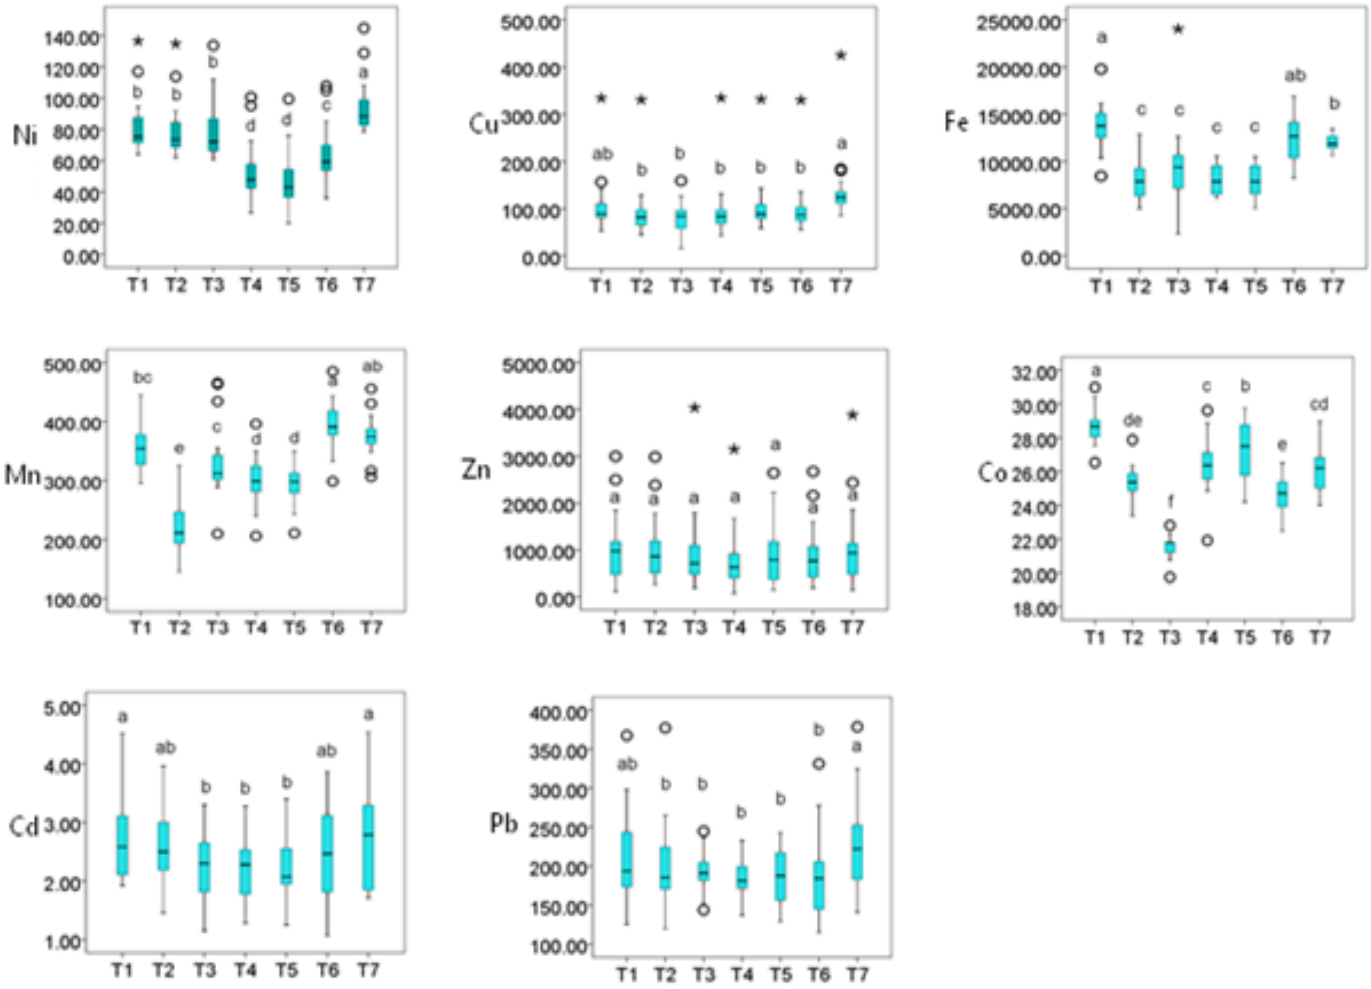 140.00
120.00
100.00
80.00
60.00
40.00
20.00
0.00
Ni
b b b d d c a
T1 T2 T3 T4 T5 T6 T7
500.00
400.00
300.00
200.00
100.00
0.00
Cu
ab b b b b b a
T1 T2 T3 T4 T5 T6 T7
25000.00
20000.00
15000.00
10000.00
5000.00
0.00
Fe
a c c c c ab b
T1 T2 T3 T4 T5 T6 T7
500.00
400.00
300.00
200.00
100.00
Mn
bc e c d d a ab
T1 T2 T3 T4 T5 T6 T7
5000.00
4000.00
3000.00
2000.00
1000.00
0.00
Zn
a a a a a a a
T1 T2 T3 T4 T5 T6 T7
32.00
30.00
28.00
26.00
24.00
22.00
20.00
18.00
Co
a de f c b e cd
T1 T2 T3 T4 T5 T6 T7
5.00
4.00
3.00
2.00
1.00
Cd
a ab b b b ab a
T1 T2 T3 T4 T5 T6 T7
400.00
350.00
300.00
250.00
200.00
150.00
100.00
Pb
ab b b b b b a
T1 T2 T3 T4 T5 T6 T7